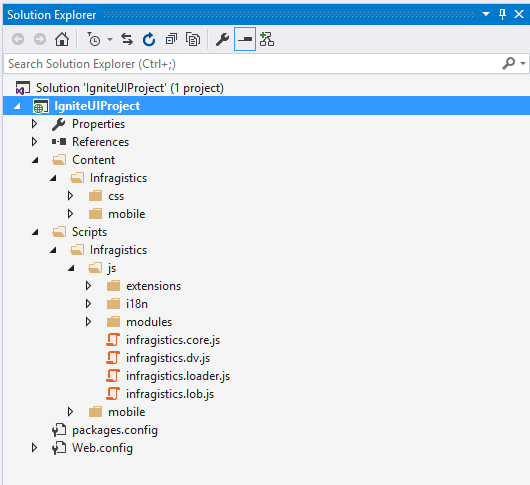 Solution Explorer
Search Solution Explorer (Ctrl+;)
Solution 'IgniteUIProject' (1 project)
IgniteUIProject
Properties
References
Content
Infragistics
css
mobile
Scripts
Infragistics
js
extensions
i18n
modules
infragistics.core.js
infragistics.dv.js
infragistics.loader.js
infragistics.lob.js
mobile
packages.config
Web.config